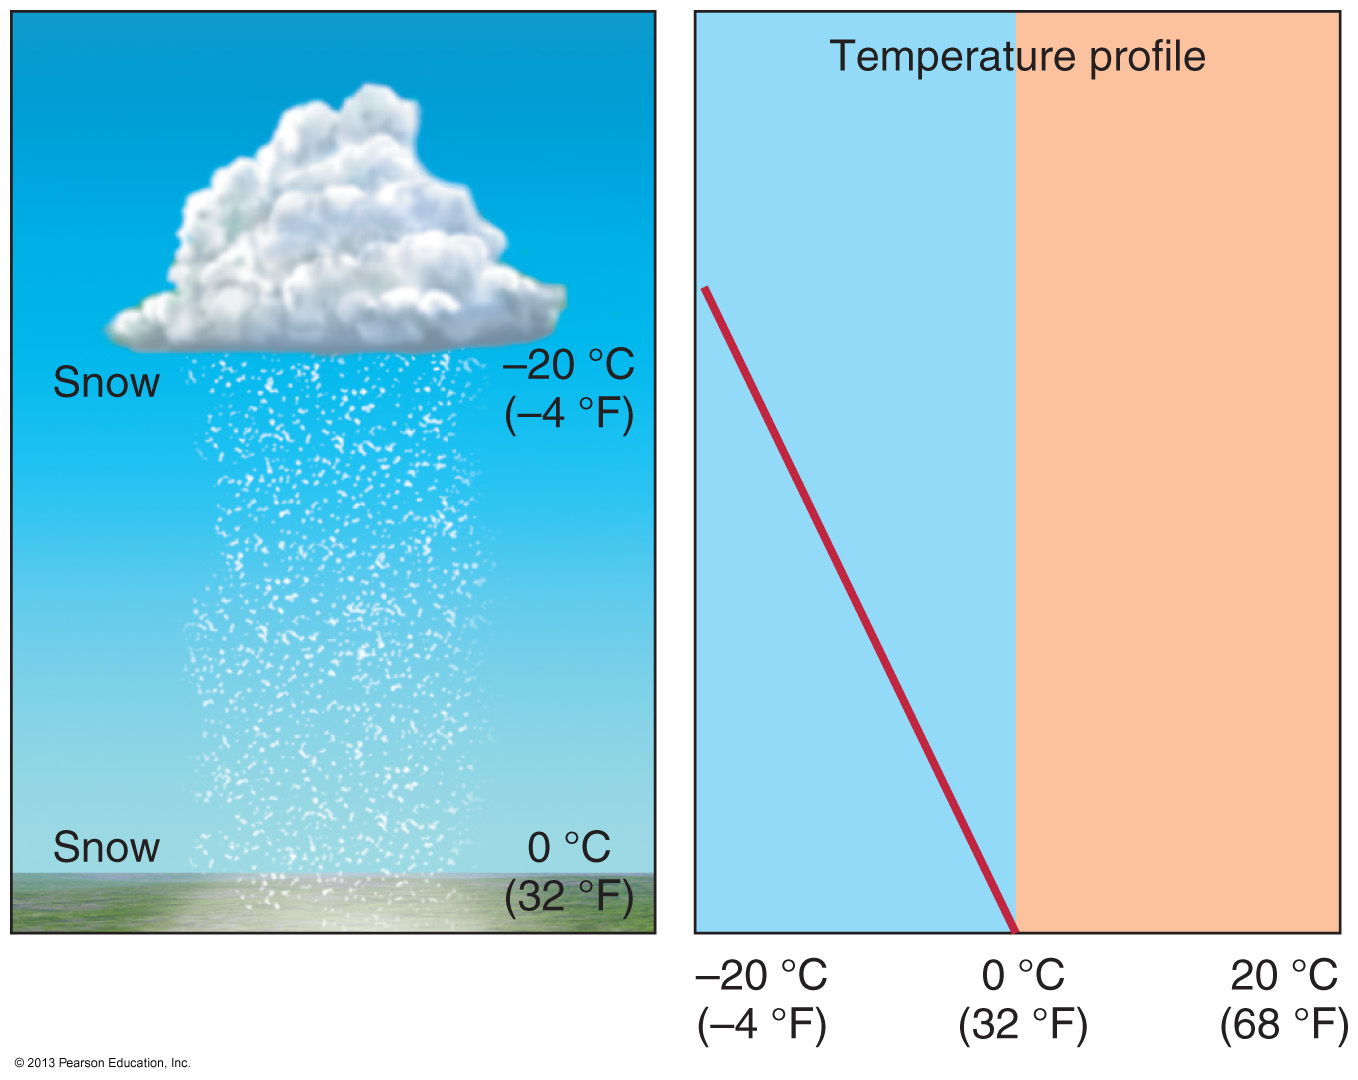 Snow
–20 °C
(–4 °F)
Snow
0 °C
(32 °F)
Temperature profile
–20 °C
(–4 °F)
0 °C
(32 °F)
20 °C
(68 °F)
© 2013 Pearson Education, Inc.